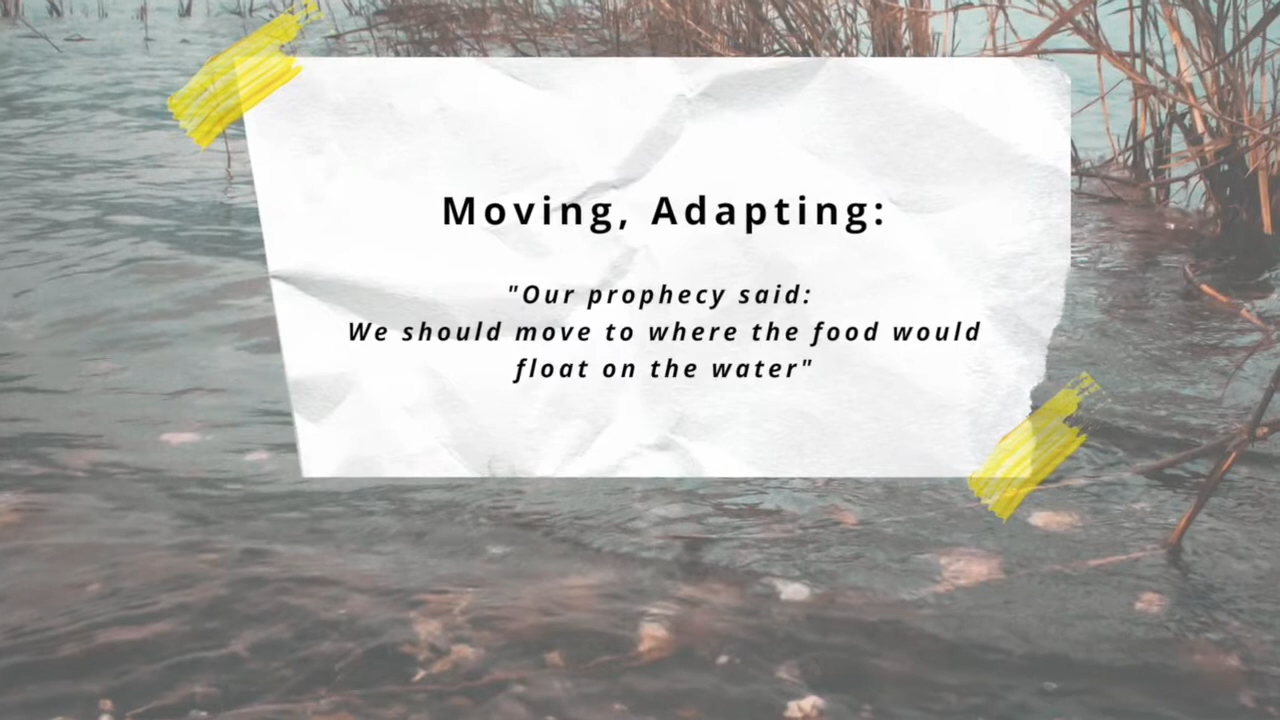 Moving, Adapting:
"Our prophecy said:
We should move to where the food would
float on the water"